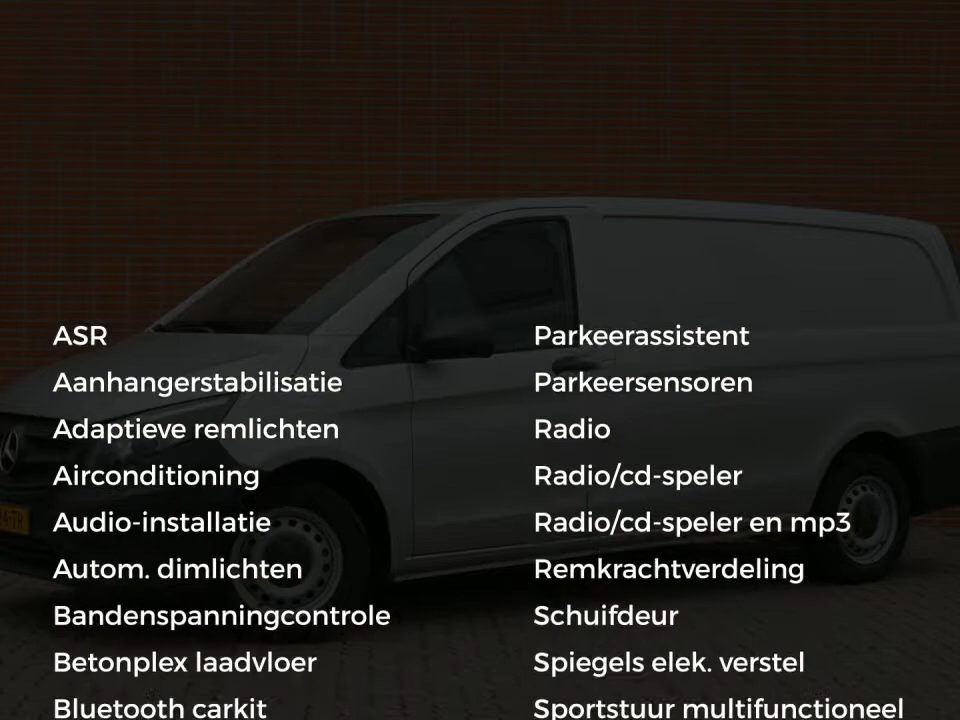 ASR
Aanhangerstabilisatie
Adaptieve remlichten
Airconditioning
Audio-installatie
Autom. dimlichten
Bandenspanningcontrole
Betonplex laadvloer
Bluetooth carkit
Parkeerassistent
Parkeersensoren
Radio
Radio/cd-speler
Radio/cd-speler en mp3
Remkrachtverdeling
Schuifdeur
Spiegels elek. verstel
Sportstuur multifunctioneel